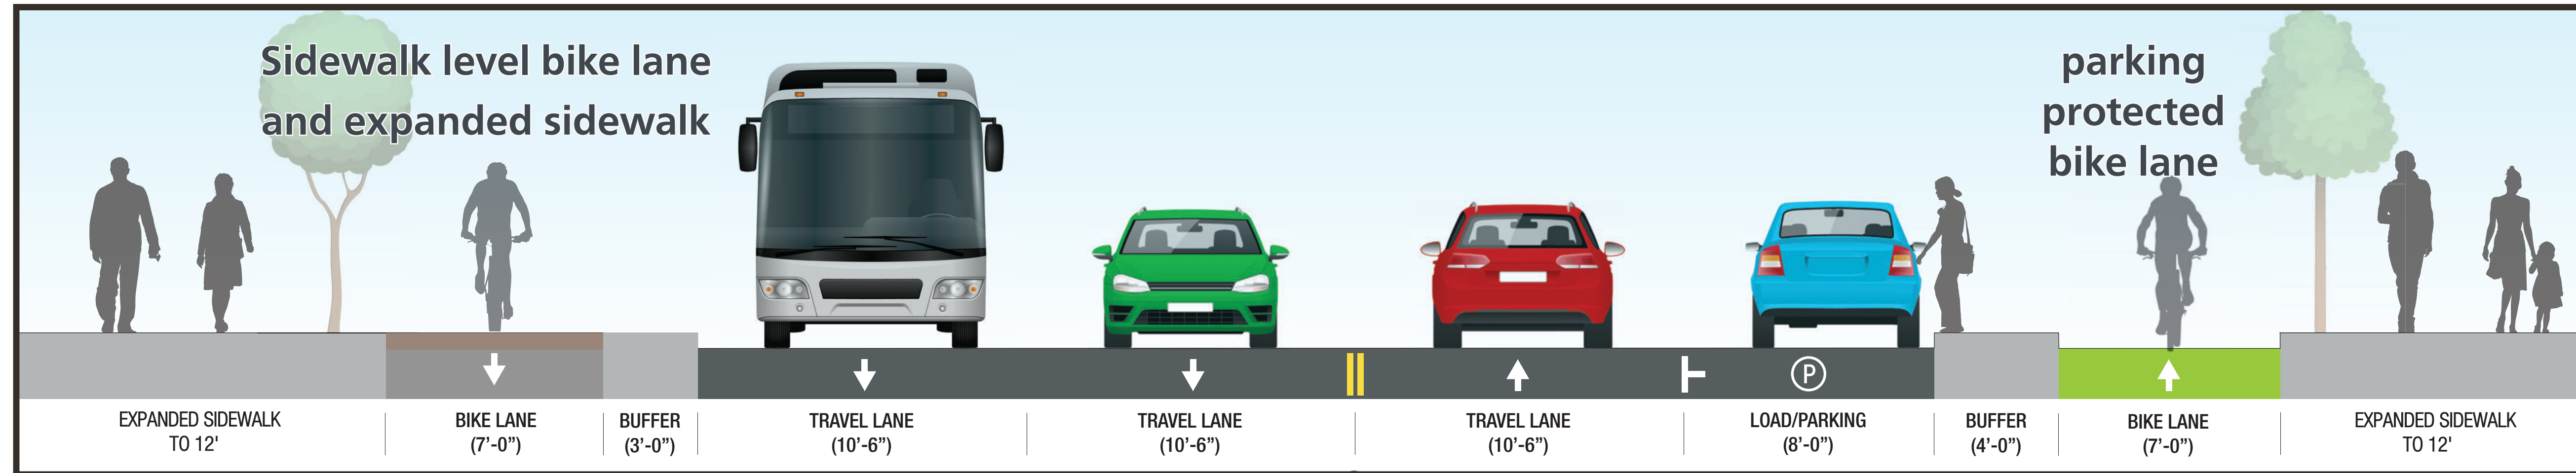 Sidewalk level bike lane
and expanded sidewalk
parking
protected
bike lane
P
EXPANDED SIDEWALK
TO 12'
BIKE LANE
(7'-0”)
BUFFER
(3'-0”)
TRAVEL LANE
(10'-6”)
TRAVEL LANE
(10'-6”)
TRAVEL LANE
(10'-6”)
LOAD/PARKING
(8'-0”)
BUFFER
(4'-0”)
BIKE LANE
(7'-0”)
EXPANDED SIDEWALK
TO 12'